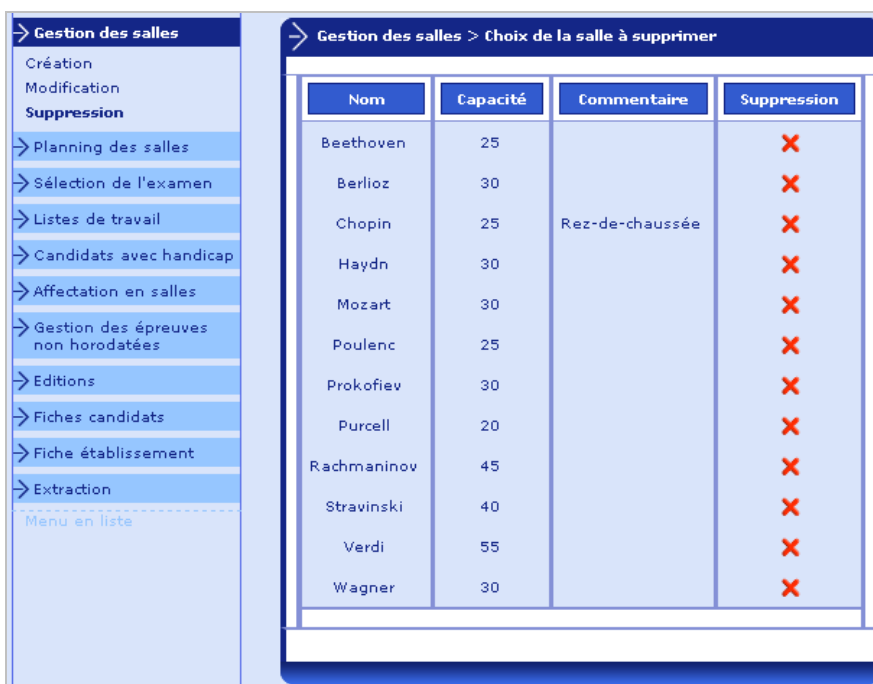 Gestion des salles
Création
Modification
Suppression
Planning des salles
Sélection de l'examen
Listes de travail
Candidats avec handicap
Affectation en salles
Gestion des épreuves
non horodatées
Editions
Fiches candidats
Fiche établissement
Extraction
Menu en liste
Gestion des salles > Choix de la salle à supprimer
Nom Capacité Commentaire Suppression
Beethoven 25
Berlioz 30
Chopin 25 Rez-de-chaussée
Haydn 30
Mozart 30
Poulenc 25
Prokofiev 30
Purcell 20
Rachmaninov 45
Stravinski 40
Verdi 55
Wagner 30